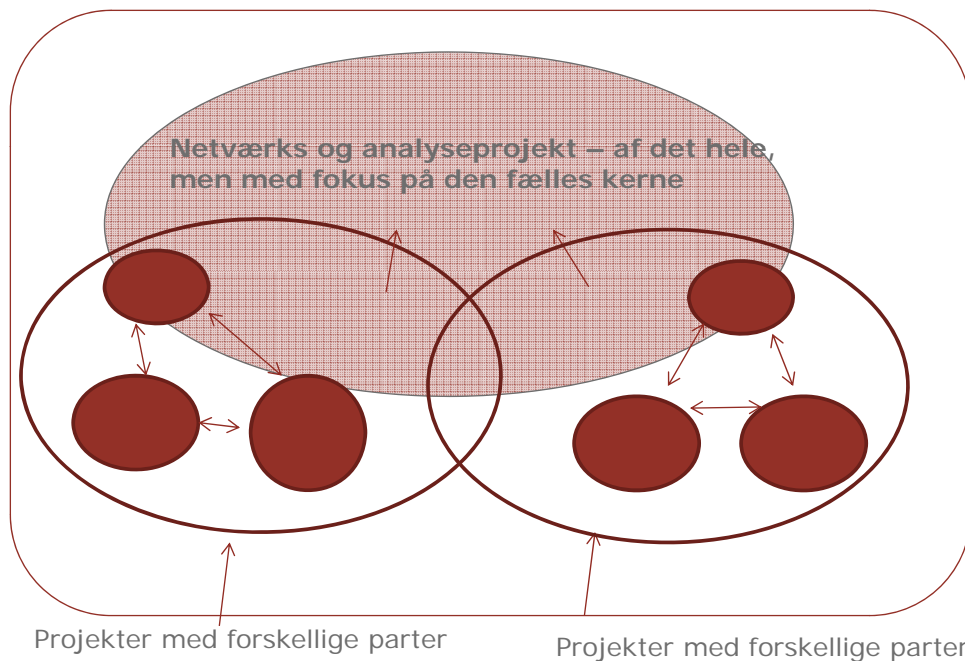 Netværks og analyseprojekt – af det hele,
men med fokus på den fælles kerne
Projekter med forskellige parter
Projekter med forskellige parter